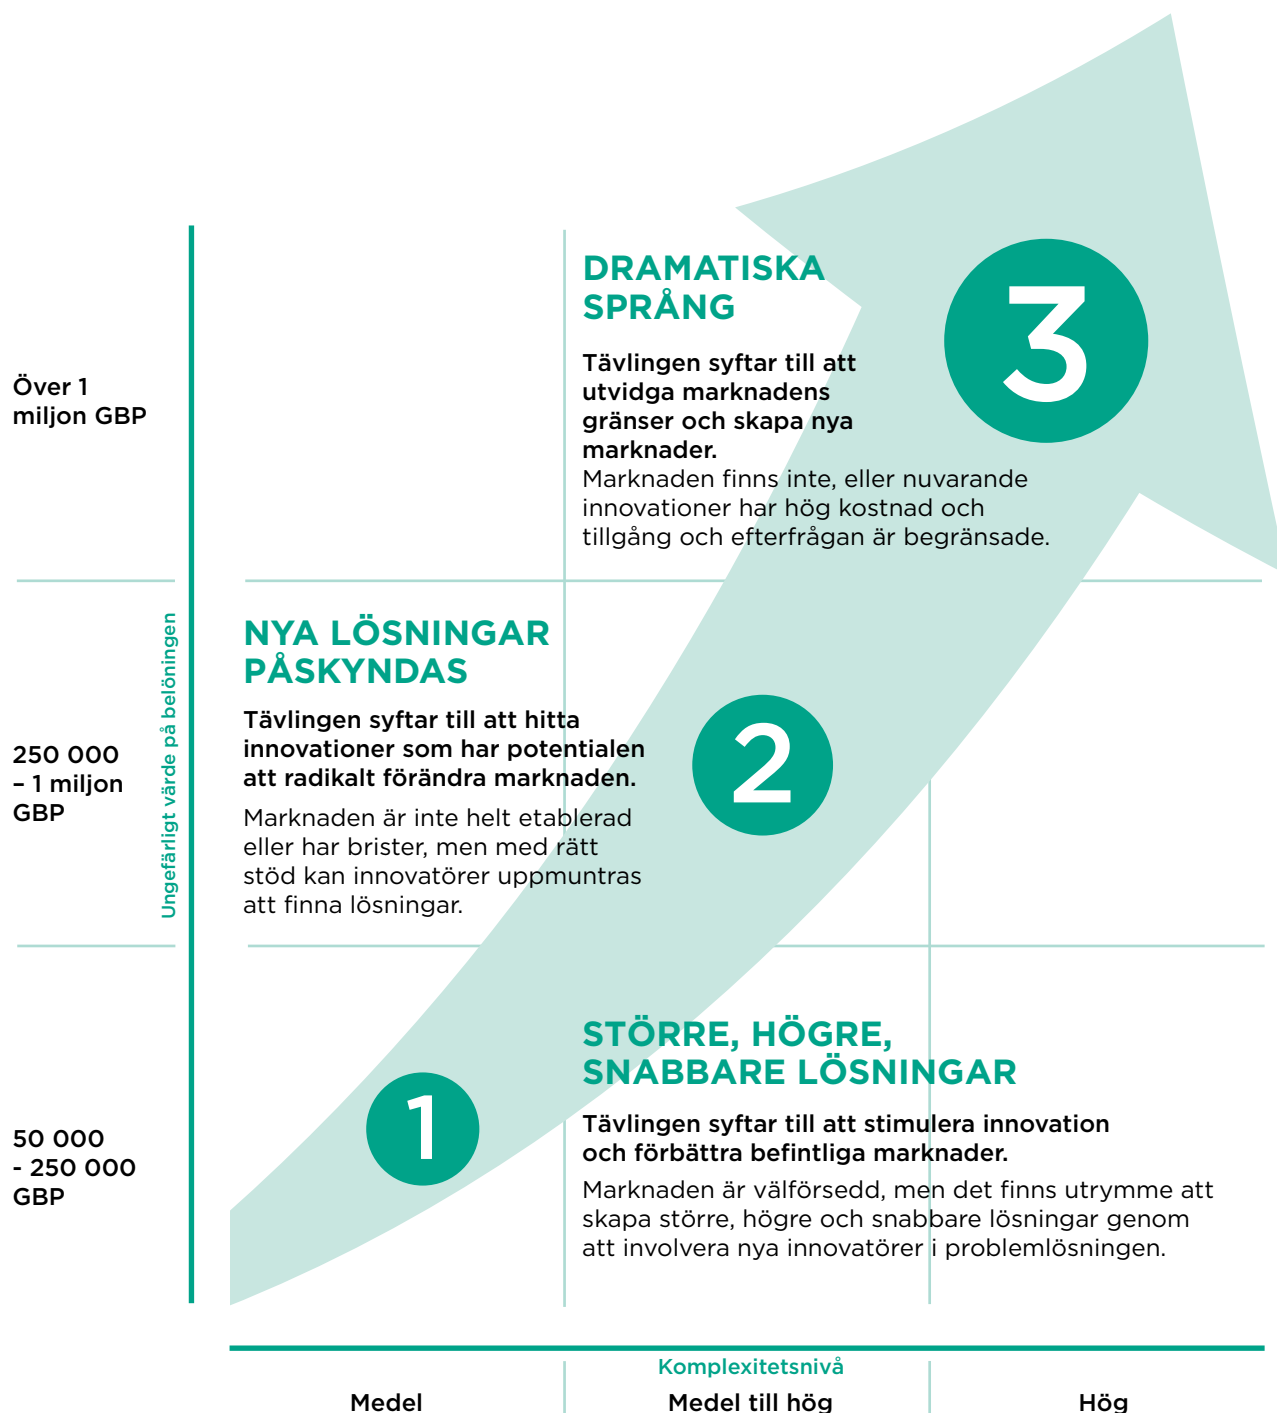 DRAMATISKA
SPRÅNG
3
Över 1
miljon GBP
Tävlingen syftar till att
utvidga marknadens
gränser och skapa nya
marknader.
Marknaden finns inte, eller nuvarande
innovationer har hög kostnad och
tillgång och efterfrågan är begränsade.
Ungefärligt värde på belöningen
NYA LÖSNINGAR
PÅSKYNDAS
250 000
– 1 miljon
GBP
Tävlingen syftar till att hitta
innovationer som har potentialen
att radikalt förändra marknaden.
2
Marknaden är inte helt etablerad
eller har brister, men med rätt
stöd kan innovatörer uppmuntras
att finna lösningar.
STÖRRE, HÖGRE,
SNABBARE LÖSNINGAR
1
50 000
- 250 000
GBP
Tävlingen syftar till att stimulera innovation
och förbättra befintliga marknader.
Marknaden är välförsedd, men det finns utrymme att
skapa större, högre och snabbare lösningar genom
att involvera nya innovatörer i problemlösningen.
Komplexitetsnivå
Medel
Medel till hög
Hög